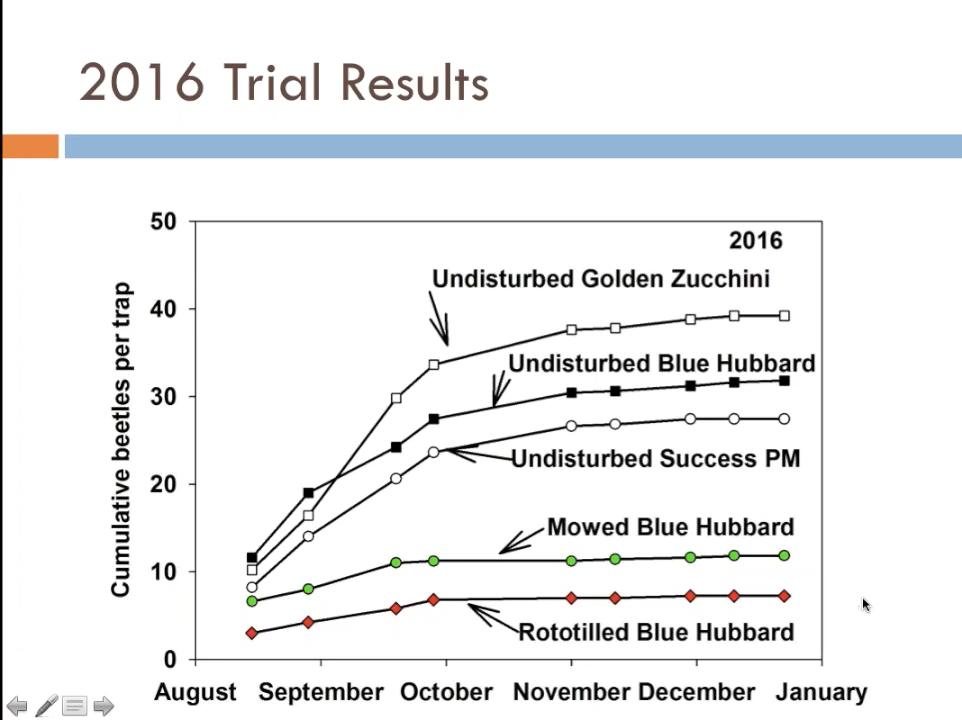 2016 Trial Results
50
2016
Undisturbed Golden Zucchini
40
Undisturbed Blue Hubbard
30
Undisturbed Success PM
20
Mowed Blue Hubbard
10
Rototilled Blue Hubbard
0
Cumulative beetles per trap
August September October November December January